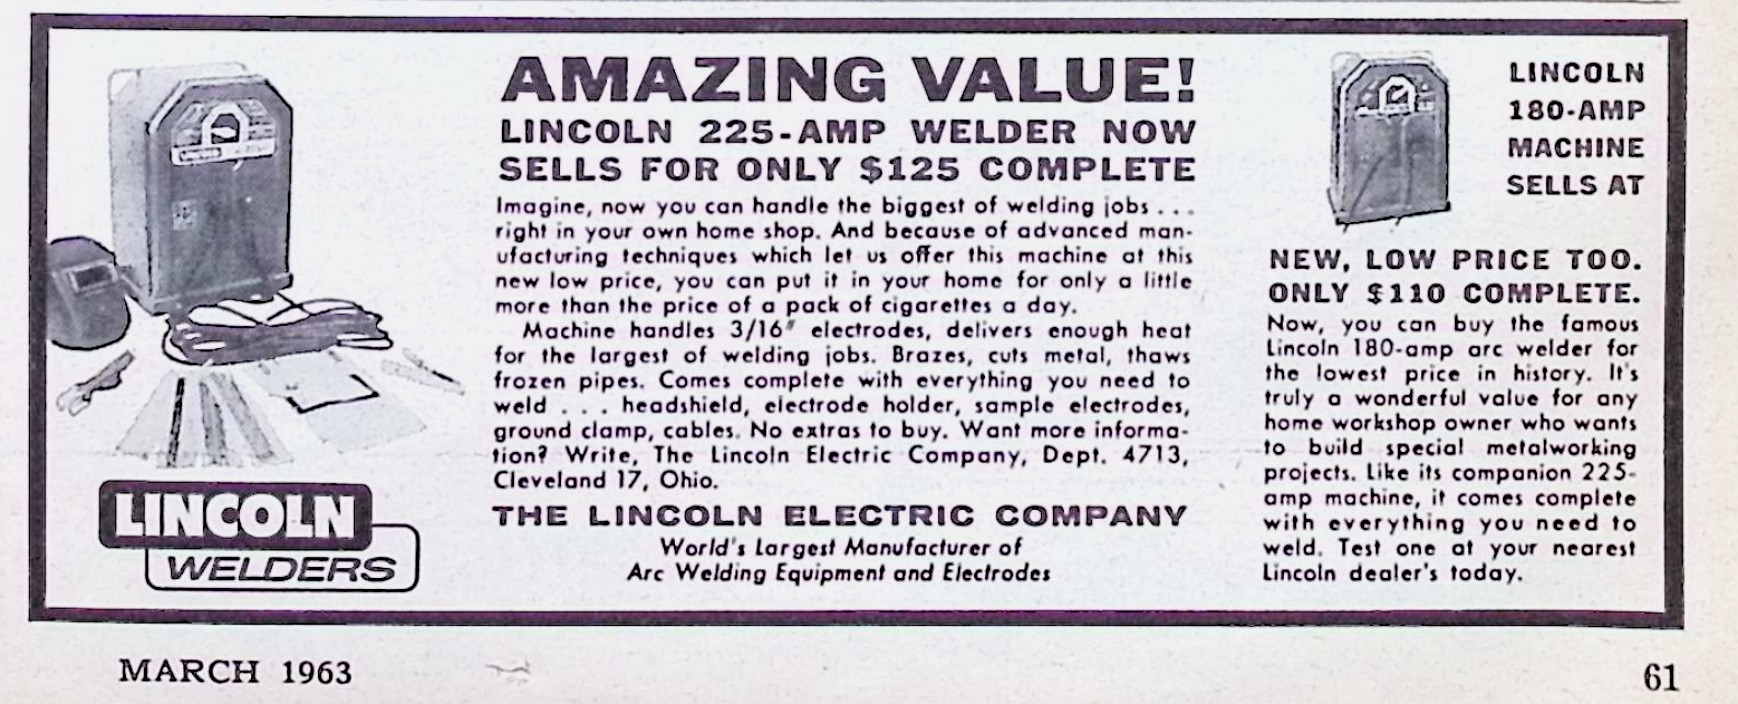 AMAZING VALUE!
LINCOLN 225-AMP WELDER NOW
SELLS FOR ONLY $125 COMPLETE
Imagine, now you can handle the biggest of welding jobs . . .
right in your own home shop. And because of advanced man-
ufacturing techniques which let us offer this machine at this
new low price, you can put it in your home for only a little
more than the price of a pack of cigarettes a day.
Machine handles 3/16" electrodes, delivers enough heat
for the largest of welding jobs. Brazes, cuts metal, thaws
frozen pipes. Comes complete with everything you need to
weld . . . headshield, electrode holder, sample electrodes,
ground clamp, cables. No extras to buy. Want more informa-
tion? Write, The Lincoln Electric Company, Dept. 4713,
Cleveland 17, Ohio.
THE LINCOLN ELECTRIC COMPANY
World's Largest Manufacturer of
Arc Welding Equipment and Electrodes
LINCOLN
WELDERS
LINCOLN
180-AMP
MACHINE
SELLS AT
NEW, LOW PRICE TOO.
ONLY $110 COMPLETE.
Now, you can buy the famous
Lincoln 180-amp arc welder for
the lowest price in history. It's
truly a wonderful value for any
home workshop owner who wants
to build special metalworking
projects. Like its companion 225-
amp machine, it comes complete
with everything you need to
weld. Test one at your nearest
Lincoln dealer's today.
MARCH 1963
61